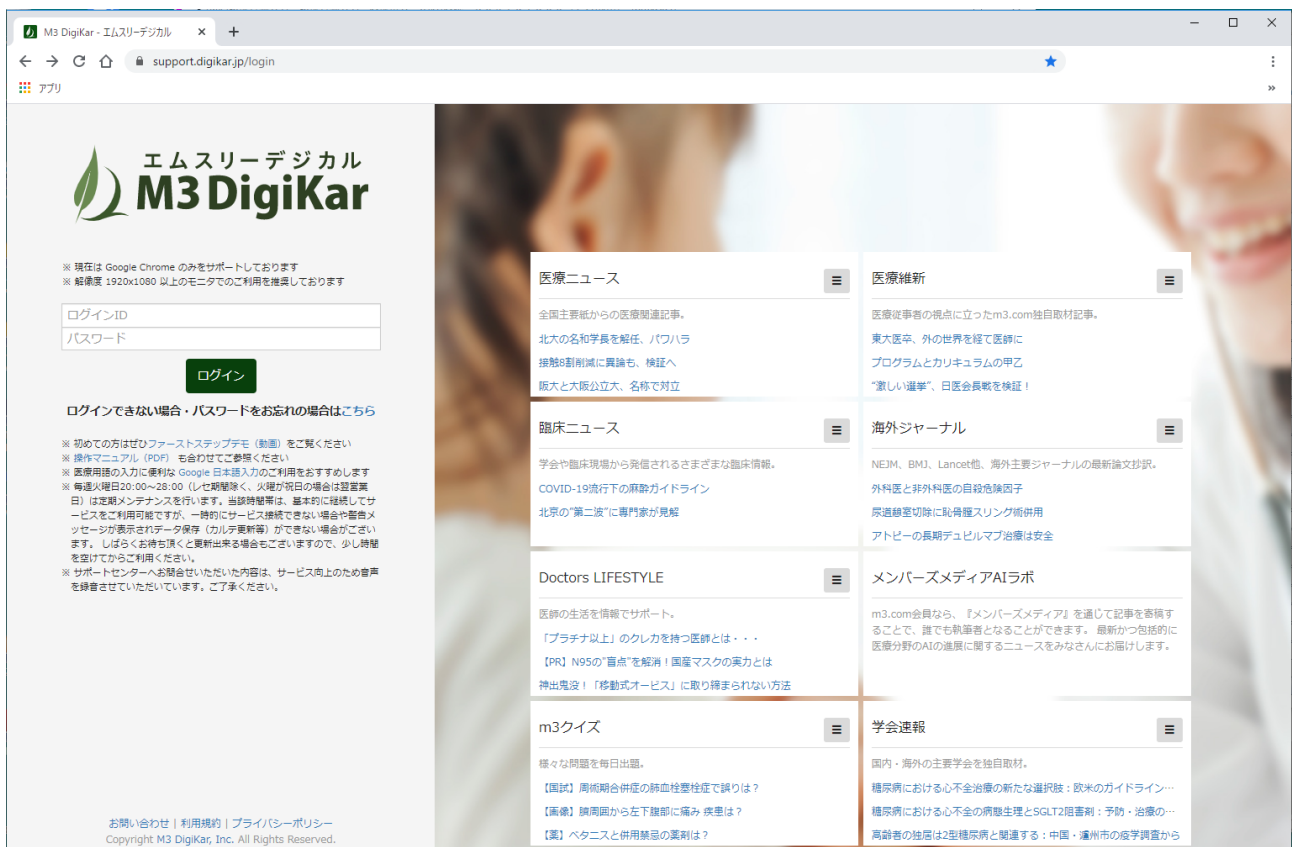 M3 DigiKar - エムスリーデジカル
support.digikar.jp/login
アプリ
エムスリーデジカル
M3 DigiKar
※ 現在は Google Chrome のみをサポートしております
※ 解像度 1920x1080 以上のモニタでのご利用を推奨しております
ログインID
パスワード
ログイン
ログインできない場合・パスワードをお忘れの場合はこちら
※ 初めての方はぜひファーストステップデモ（動画）をご覧ください
※ 操作マニュアル（PDF） も合わせてご参照ください
※ 医療用語の入力に便利な Google 日本語入力のご利用をおすすめします
※ 毎週火曜日20:00～28:00（レセ期間除く、火曜が祝日の場合は翌営業
日）は定期メンテナンスを行います。当該時間帯は、基本的に継続してサ
ービスをご利用可能ですが、一時的にサービス接続できない場合や警告メ
ッセージが表示されデータ保存（カルテ更新等）ができない場合がござい
ます。 しばらくお待ち頂くと更新出来る場合もございますので、少し時間
を空けてからご利用ください。
※ サポートセンターへお問合せいただいた内容は、サービス向上のため音声
を録音させていただいています。ご了承ください。
お問い合わせ | 利用規約 | プライバシーポリシー
Copyright M3 DigiKar, Inc. All Rights Reserved.
医療ニュース
全国主要紙からの医療関連記事。
北大の名和学長を解任、パワハラ
接触8割削減に異論も、検証へ
阪大と大阪公立大、名称で対立
医療維新
医療従事者の視点に立ったm3.com独自取材記事。
東大医卒、外の世界を経て医師に
プログラムとカリキュラムの甲乙
“激しい選挙”、日医会長戦を検証！
臨床ニュース
学会や臨床現場から発信されるさまざまな臨床情報。
COVID-19流行下の麻酔ガイドライン
北京の“第二波”に専門家が見解
海外ジャーナル
NEJM、BMJ、Lancet他、海外主要ジャーナルの最新論文抄訳。
外科医と非外科医の自殺危険因子
尿道憩室切除に恥骨腟スリング術併用
アトピーの長期デュピルマブ治療は安全
Doctors LIFESTYLE
医師の生活を情報でサポート。
「プラチナ以上」のクレカを持つ医師とは・・・
【PR】N95の”盲点”を解消！国産マスクの実力とは
神出鬼没！「移動式オービス」に取り締まられない方法
メンバーズメディアAIラボ
m3.com会員なら、『メンバーズメディア』を通じて記事を寄稿す
ることで、誰でも執筆者となることができます。 最新かつ包括的に
医療分野のAIの進展に関するニュースをみなさんにお届けします。
m3クイズ
様々な問題を毎日出題。
【国試】周術期合併症の肺血栓塞栓症で誤りは？
【画像】臍周囲から左下腹部に痛み 疾患は？
【薬】ベタニスと併用禁忌の薬剤は？
学会速報
国内・海外の主要学会を独自取材。
糖尿病における心不全治療の新たな選択肢：欧米のガイドライン…
糖尿病における心不全の病態生理とSGLT2阻害剤：予防・治療の…
高齢者の独居は2型糖尿病と関連する：中国・瀘州市の疫学調査から